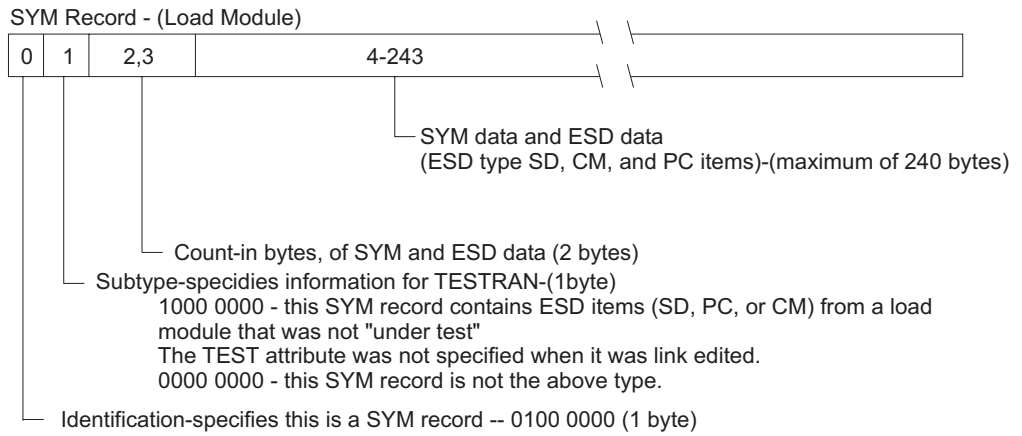 SYM Record - (Load Module)
0 1 2,3 4-243
SYM data and ESD data
(ESD type SD, CM, and PC items)-(maximum of 240 bytes)
Count-in bytes, of SYM and ESD data (2 bytes)
Subtype-specidies information for TESTRAN-(1byte)
1000 0000 - this SYM record contains ESD items (SD, PC, or CM) from a load
module that was not "under test"
The TEST attribute was not specified when it was link edited.
0000 0000 - this SYM record is not the above type.
Identification-specifies this is a SYM record -- 0100 0000 (1 byte)